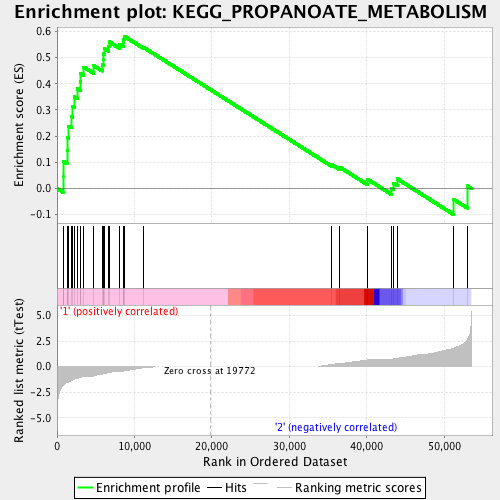 Enrichment plot: KEGG_PROPANOATE_METABOLISM
Enrichment score (ES)
0.6
0.5
0.4
0.3
0.2
0.1
0.0
-0.1
'1' (positively correlated)
Ranked list metric (tTest)
5.0
2.5
0.0
-2.5
-5.0
Zero cross at 19772
'2' (negatively correlated)
0
10,000
20,000
30,000
40,000
50,000
Rank in Ordered Dataset
Enrichment profile
Hits
Ranking metric scores